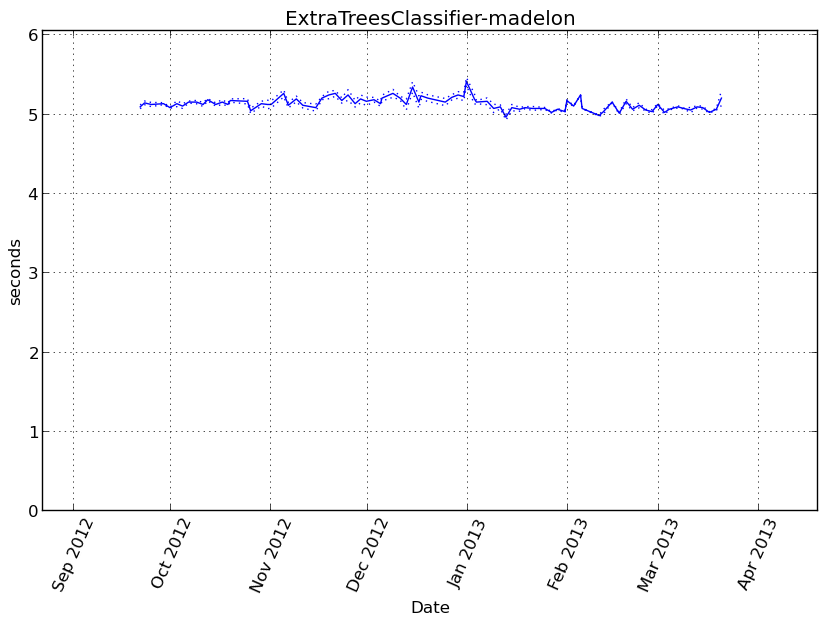 ExtraTreesClassifier-madelon
6
5
4
3
2
1
0
seconds
Sep 2012
Oct 2012
Nov 2012
Dec 2012
Jan 2013
Feb 2013
Mar 2013
Apr 2013
Date